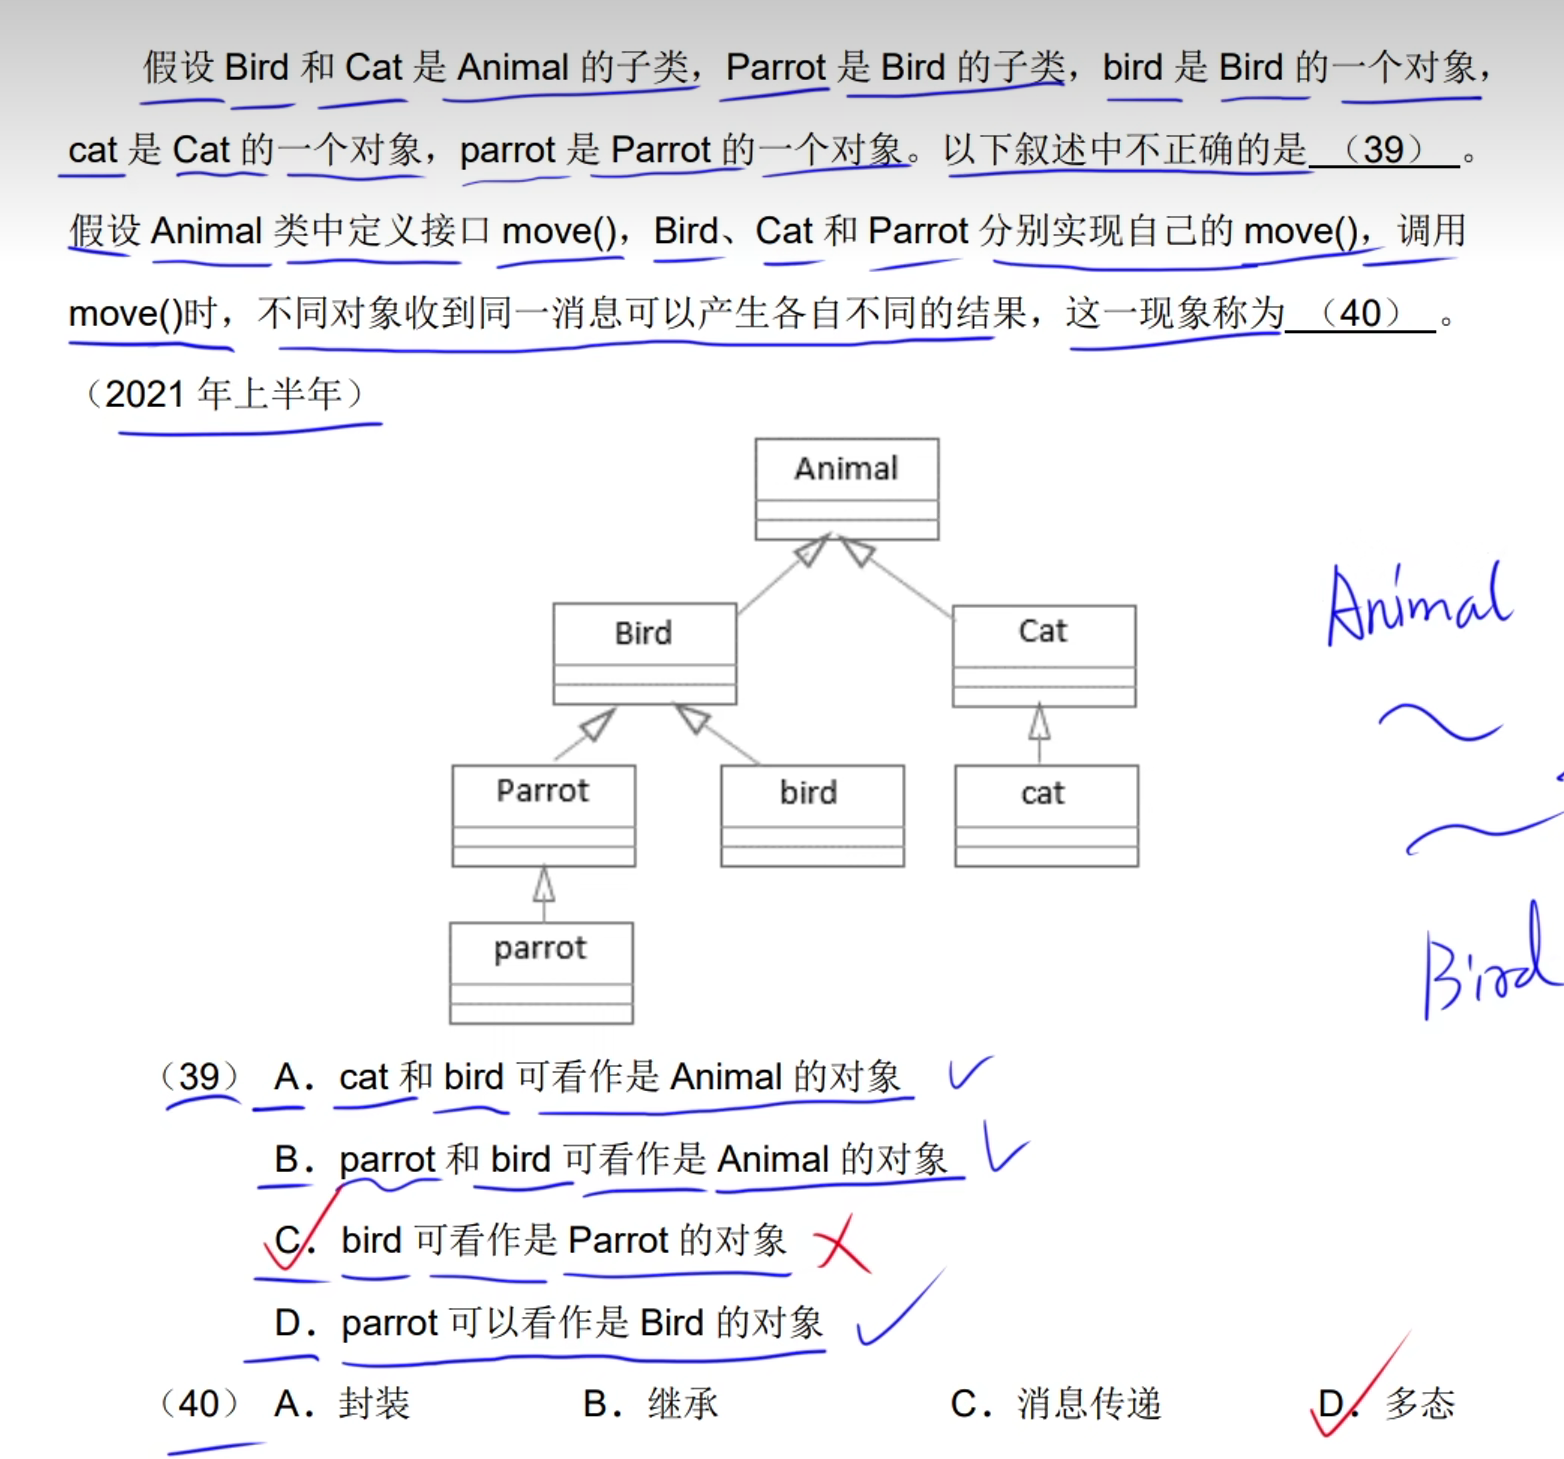 假设 Bird 和 Cat 是 Animal 的子类，Parrot 是 Bird 的子类，bird 是 Bird 的一个对象，
cat 是 Cat 的一个对象，parrot 是 Parrot 的一个对象。以下叙述中不正确的是 （39） 。
假设 Animal 类中定义接口 move()，Bird、Cat 和 Parrot 分别实现自己的 move()，调用
move()时，不同对象收到同一消息可以产生各自不同的结果，这一现象称为 （40） 。
（2021 年上半年）
Animal
Bird
Cat
Animal
Parrot
bird
cat
parrot
Bird
（39） A．cat 和 bird 可看作是 Animal 的对象
B．parrot 和 bird 可看作是 Animal 的对象
C．bird 可看作是 Parrot 的对象
D．parrot 可以看作是 Bird 的对象
（40） A．封装 B．继承 C．消息传递 D．多态